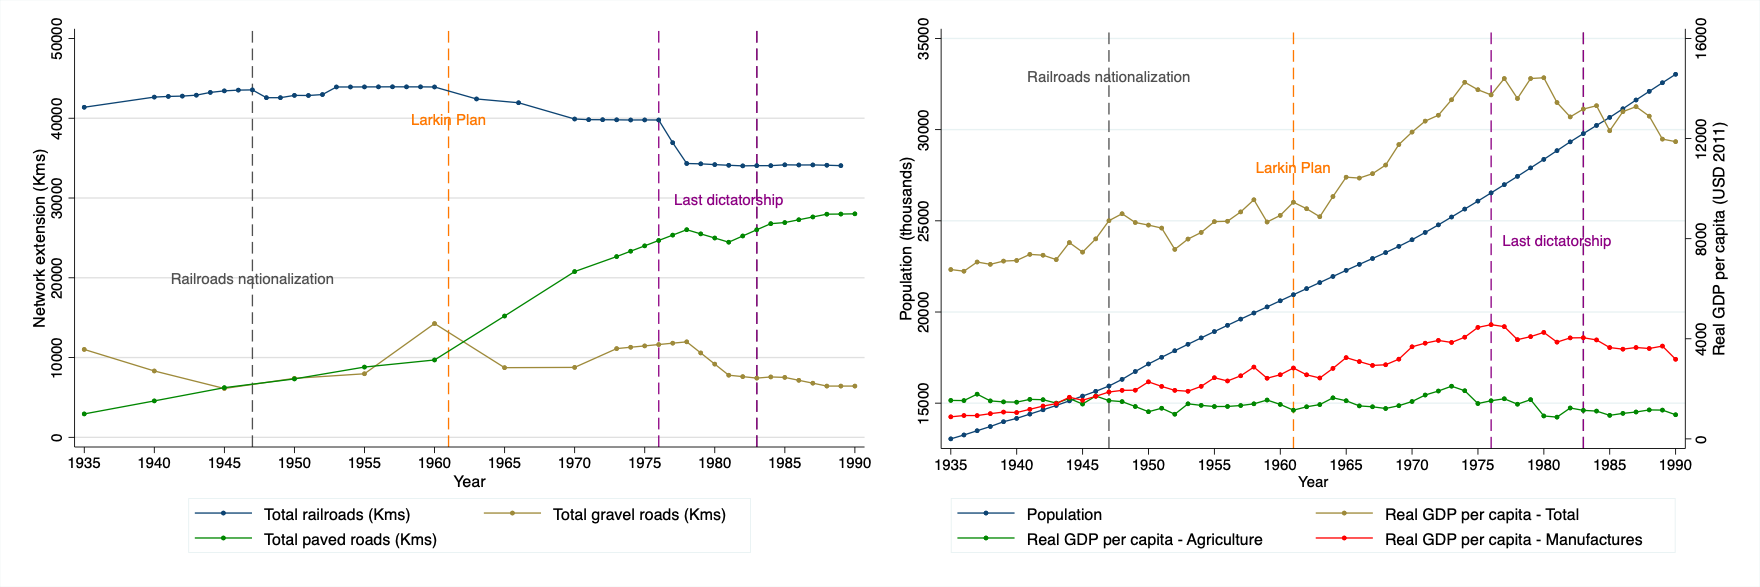 Network extension (Kms)
50000
40000
30000
20000
10000
0
Railroads nationalization
Larkin Plan
Last dictatorship
1935 1940 1945 1950 1955 1960 1965 1970 1975 1980 1985 1990
Year
Total railroads (Kms) Total gravel roads (Kms)
Total paved roads (Kms)
Population (thousands)
35000
30000
25000
20000
15000
Railroads nationalization
Larkin Plan
Last dictatorship
16000
12000
8000
4000
0
Real GDP per capita (USD 2011)
1935 1940 1945 1950 1955 1960 1965 1970 1975 1980 1985 1990
Year
Population Real GDP per capita - Total
Real GDP per capita - Agriculture Real GDP per capita - Manufactures